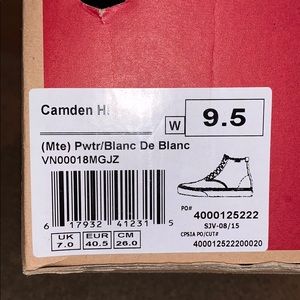 Camden H
W 9.5
(Mte) Pwtr/Blanc De Blanc
VN00018MGJZ
6 17932 41231 5
PO#
4000125222
SJV-08/15
CPSIA PO/CUT#
400012522200020
UK EUR CM
7.0 40.5 26.0